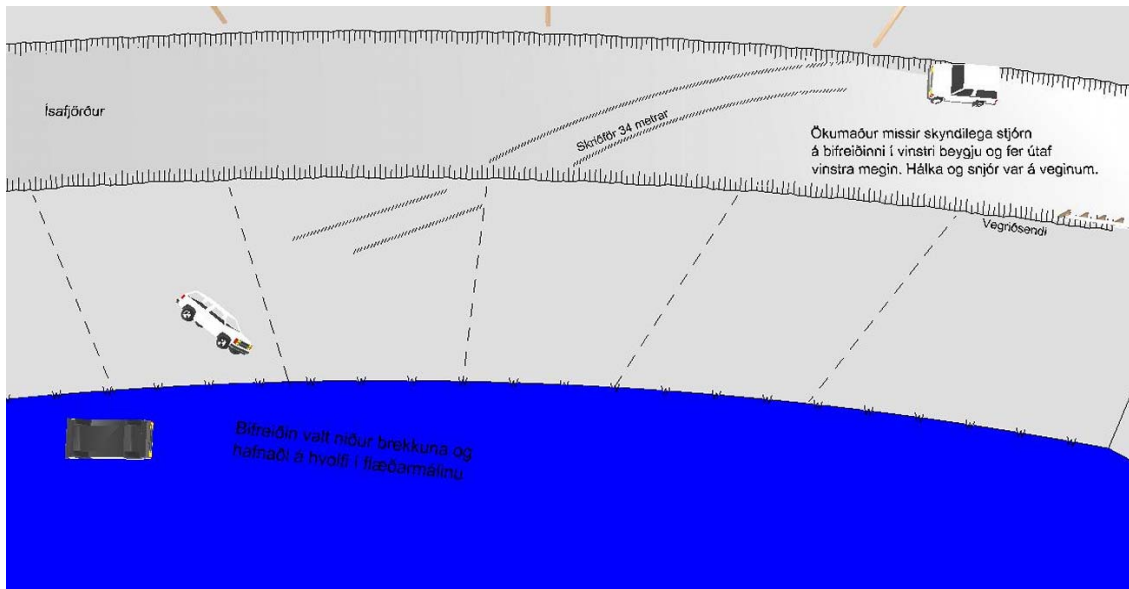 Ísafjörður
Skriðför 34 metrar
Ökumaður missir skyndilega stjórn
á bifreiðinni í vinstri beygju og fer útaf
vinstra megin. Hálka og snjór var á veginum.
Vegriðsendi
Bifreiðin valt niður brekkuna og
hafnaði á hvolfi í flæðarmálinu